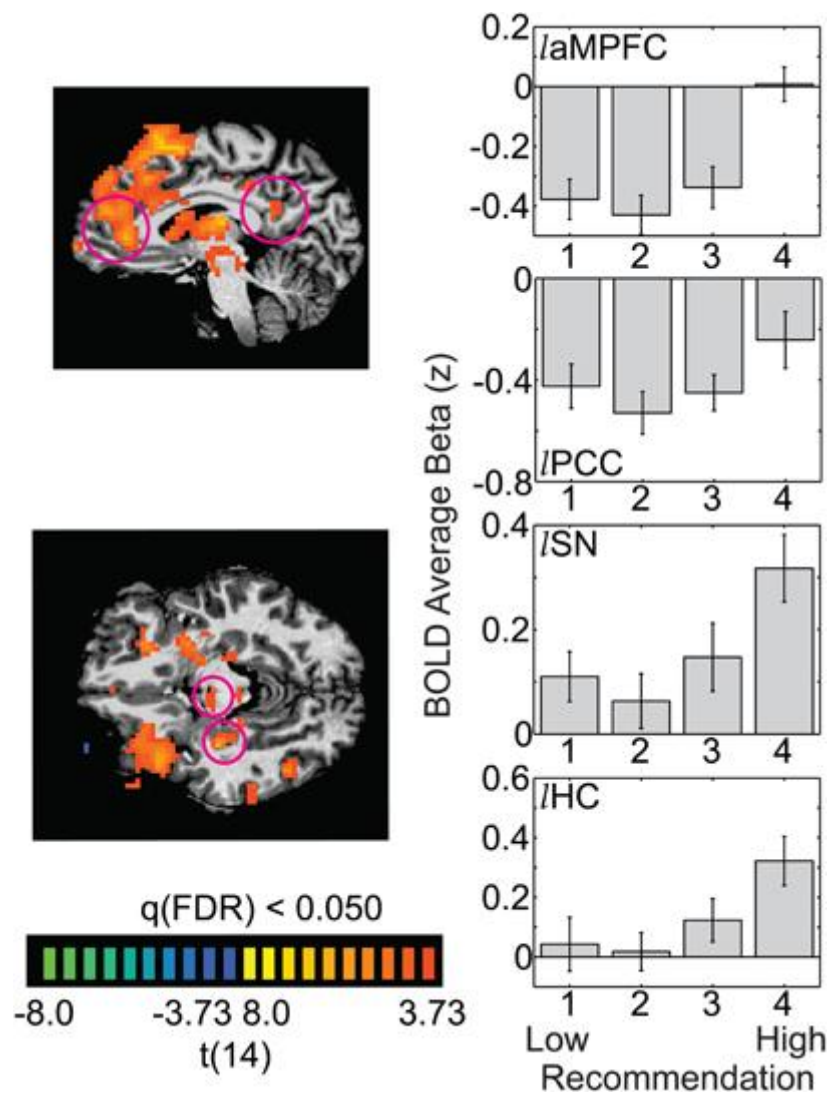 0.2
laMPFC
0
-0.2
-0.4
1 2 3 4
0
-0.4
lPCC
-0.8
1 2 3 4
BOLD Average Beta (z)
0.4
lSN
0.2
0
1 2 3 4
0.6
lHC
0.4
0.2
0
1 2 3 4
Low High
Recommendation
q(FDR) < 0.050
-8.0 -3.73 8.0 3.73
t(14)